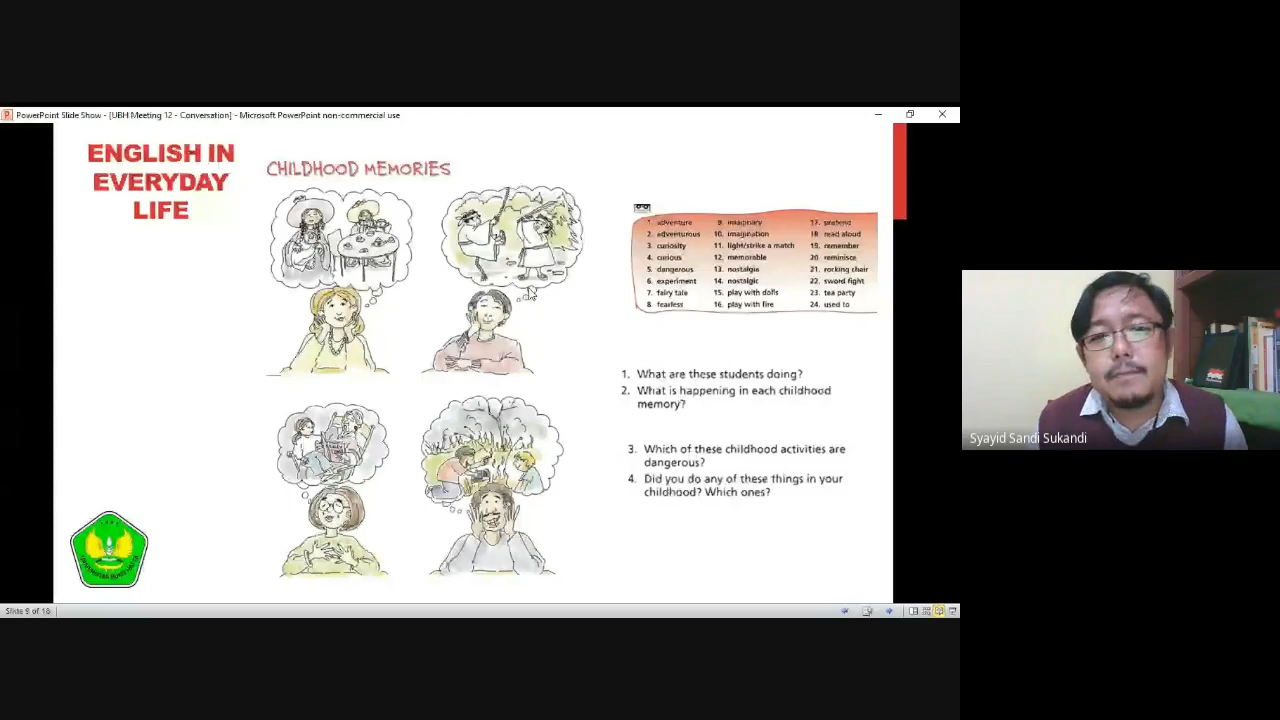 PowerPoint Slide Show - [UBH Meeting 12 - Conversation] - Microsoft PowerPoint non-commercial use
ENGLISH IN
EVERYDAY
LIFE
CHILDHOOD MEMORIES
1. adventure
2. adventurous
3. curiosity
4. curious
5. dangerous
6. experiment
7. fairy tale
8. fearless
9. imaginary
10. imagination
11. light/strike a match
12. memorable
13. nostalgia
14. nostalgic
15. play with dolls
16. play with fire
17. pretend
18. read aloud
19. remember
20. reminisce
21. rocking chair
22. sword fight
23. tea party
24. used to
1. What are these students doing?
2. What is happening in each childhood
memory?
3. Which of these childhood activities are
dangerous?
4. Did you do any of these things in your
childhood? Which ones?
Syayid Sandi Sukandi
Slide 9 of 18